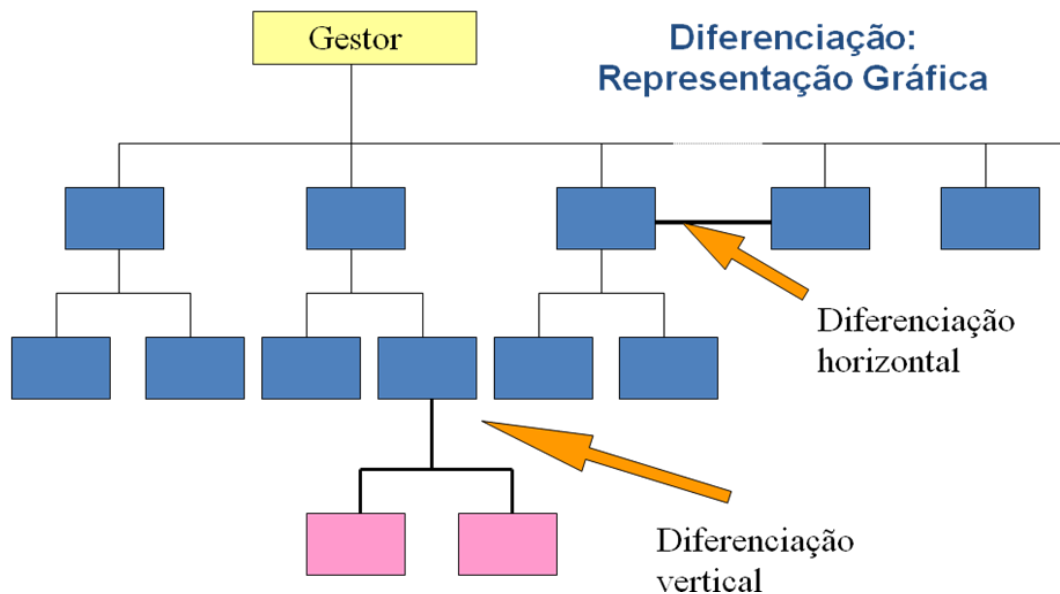 Gestor
Diferenciação:
Representação Gráfica
Diferenciação
horizontal
Diferenciação
vertical